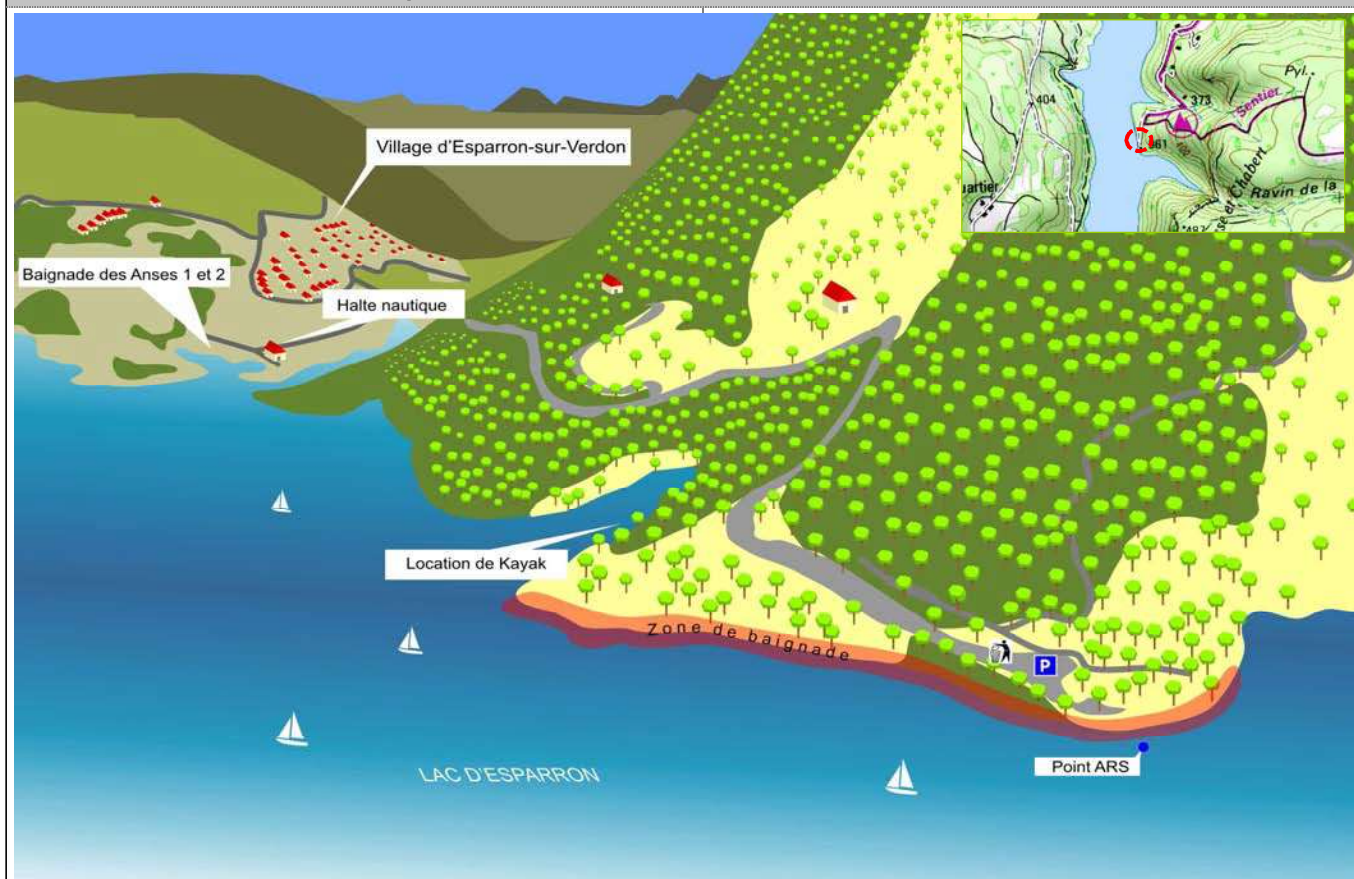 Village d'Esparron-sur-Verdon
Baignade des Anses 1 et 2
Halte nautique
Location de Kayak
Zone de baignade
P
Point ARS
LAC D'ESPARRON
404
373
Pyl.
Sentier
Ravin de la
et Chabert